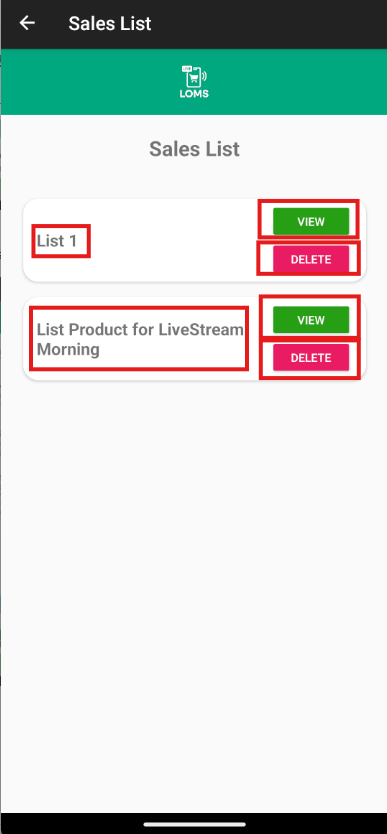 Sales List
LOMS
Sales List
List 1
VIEW
DELETE
List Product for LiveStream
Morning
VIEW
DELETE